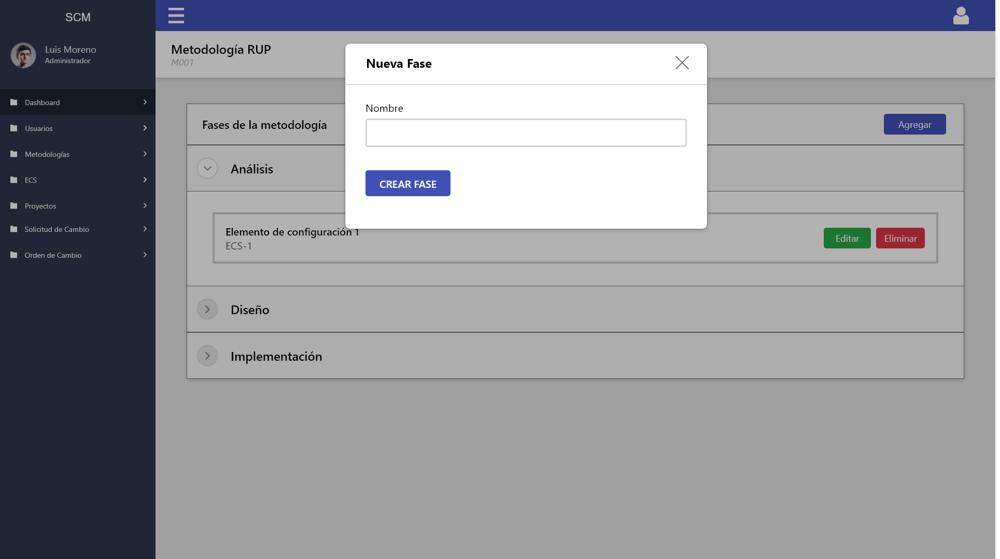 SCM
Luis Moreno
Administrador
Dashboard
Usuarios
Metodologías
ECS
Proyectos
Solicitud de Cambio
Orden de Cambio
Metodología RUP
M001
Nueva Fase
Nombre
CREAR FASE
Fases de la metodología
Agregar
Análisis
Elemento de configuración 1
ECS-1
Editar
Eliminar
Diseño
Implementación